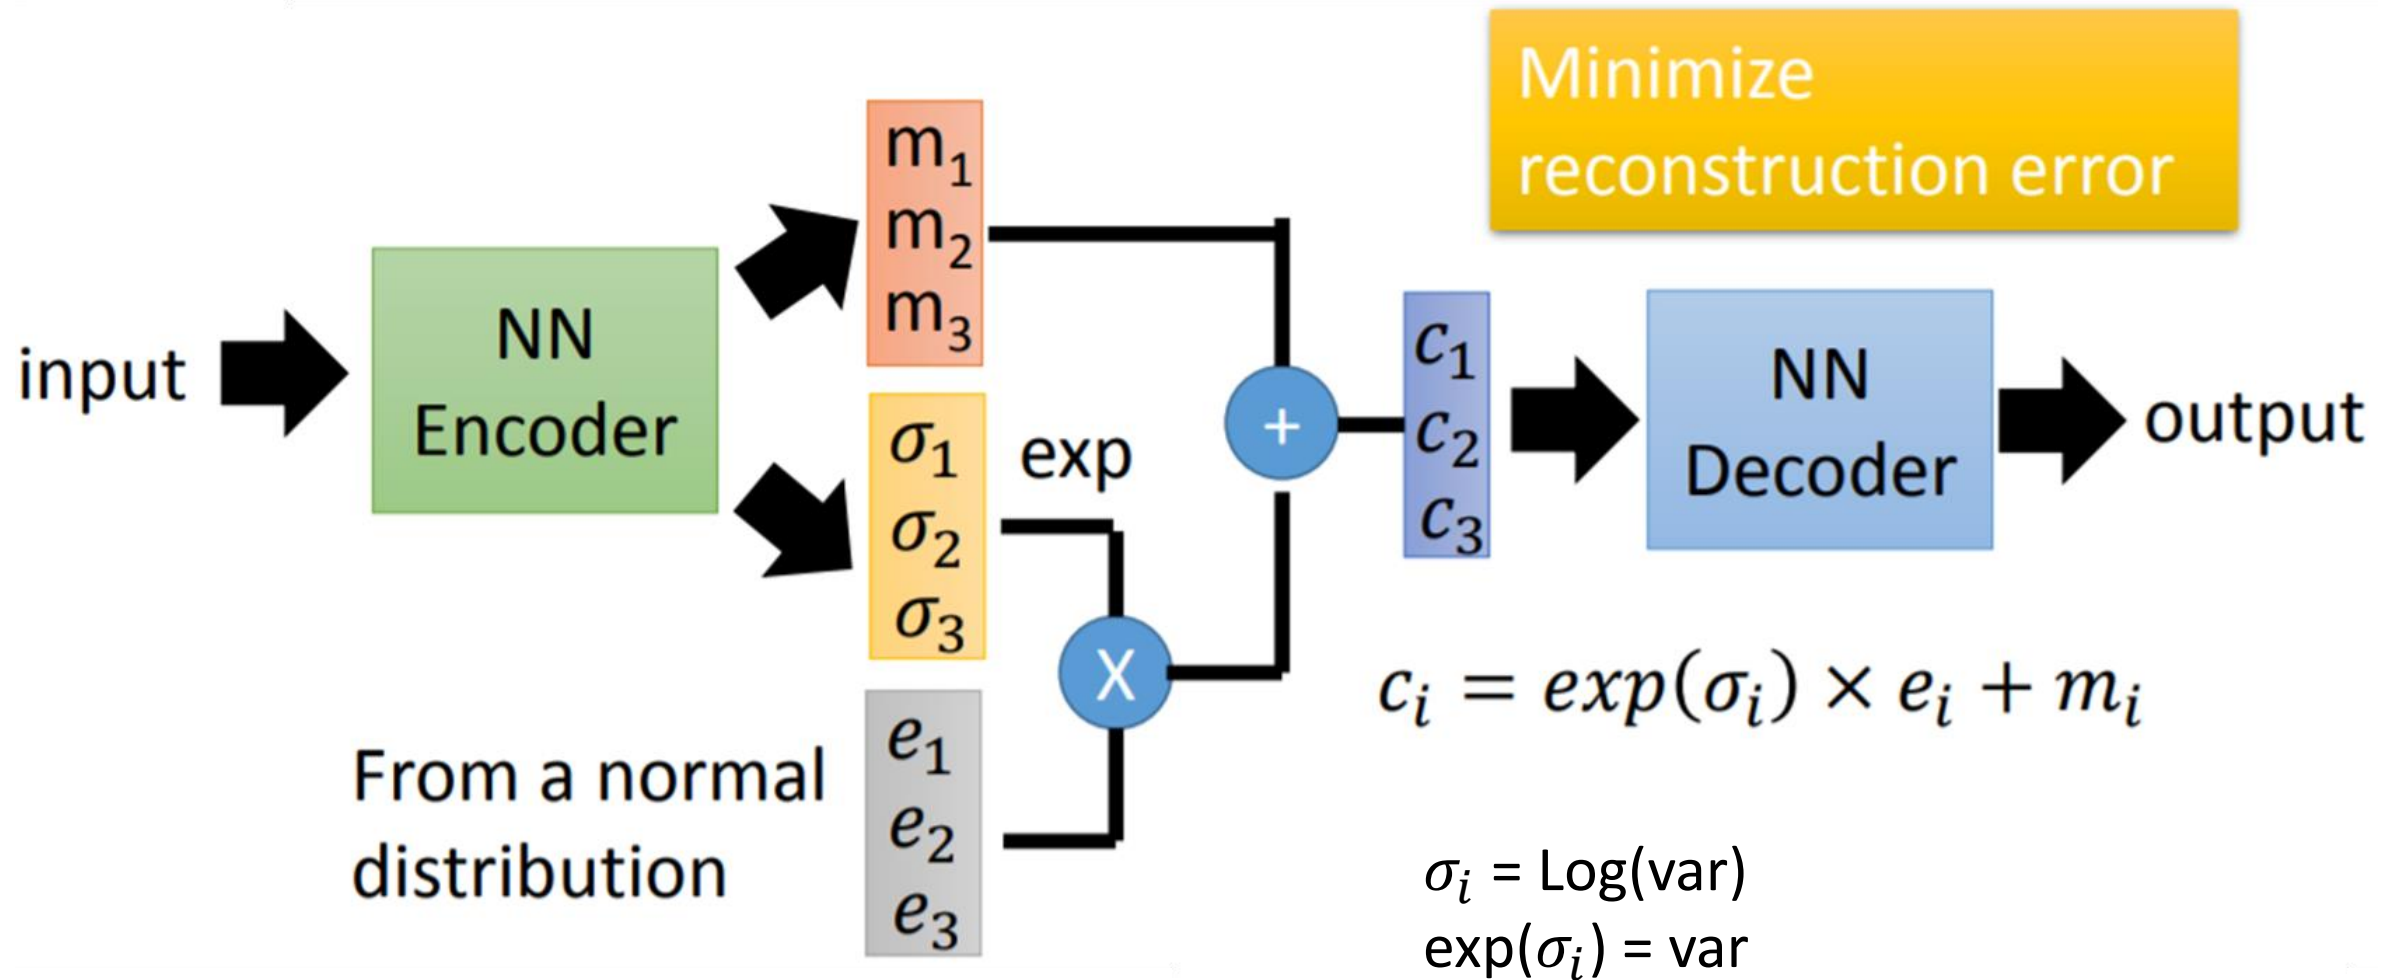 Minimize
reconstruction error
m₁
m₂
m₃
NN
Encoder
input
σ₁
σ₂
σ₃
exp
+
c₁
c₂
c₃
NN
Decoder
output
X
cᵢ = exp(σᵢ) × eᵢ + mᵢ
From a normal
distribution
e₁
e₂
e₃
σᵢ = Log(var)
exp(σᵢ) = var